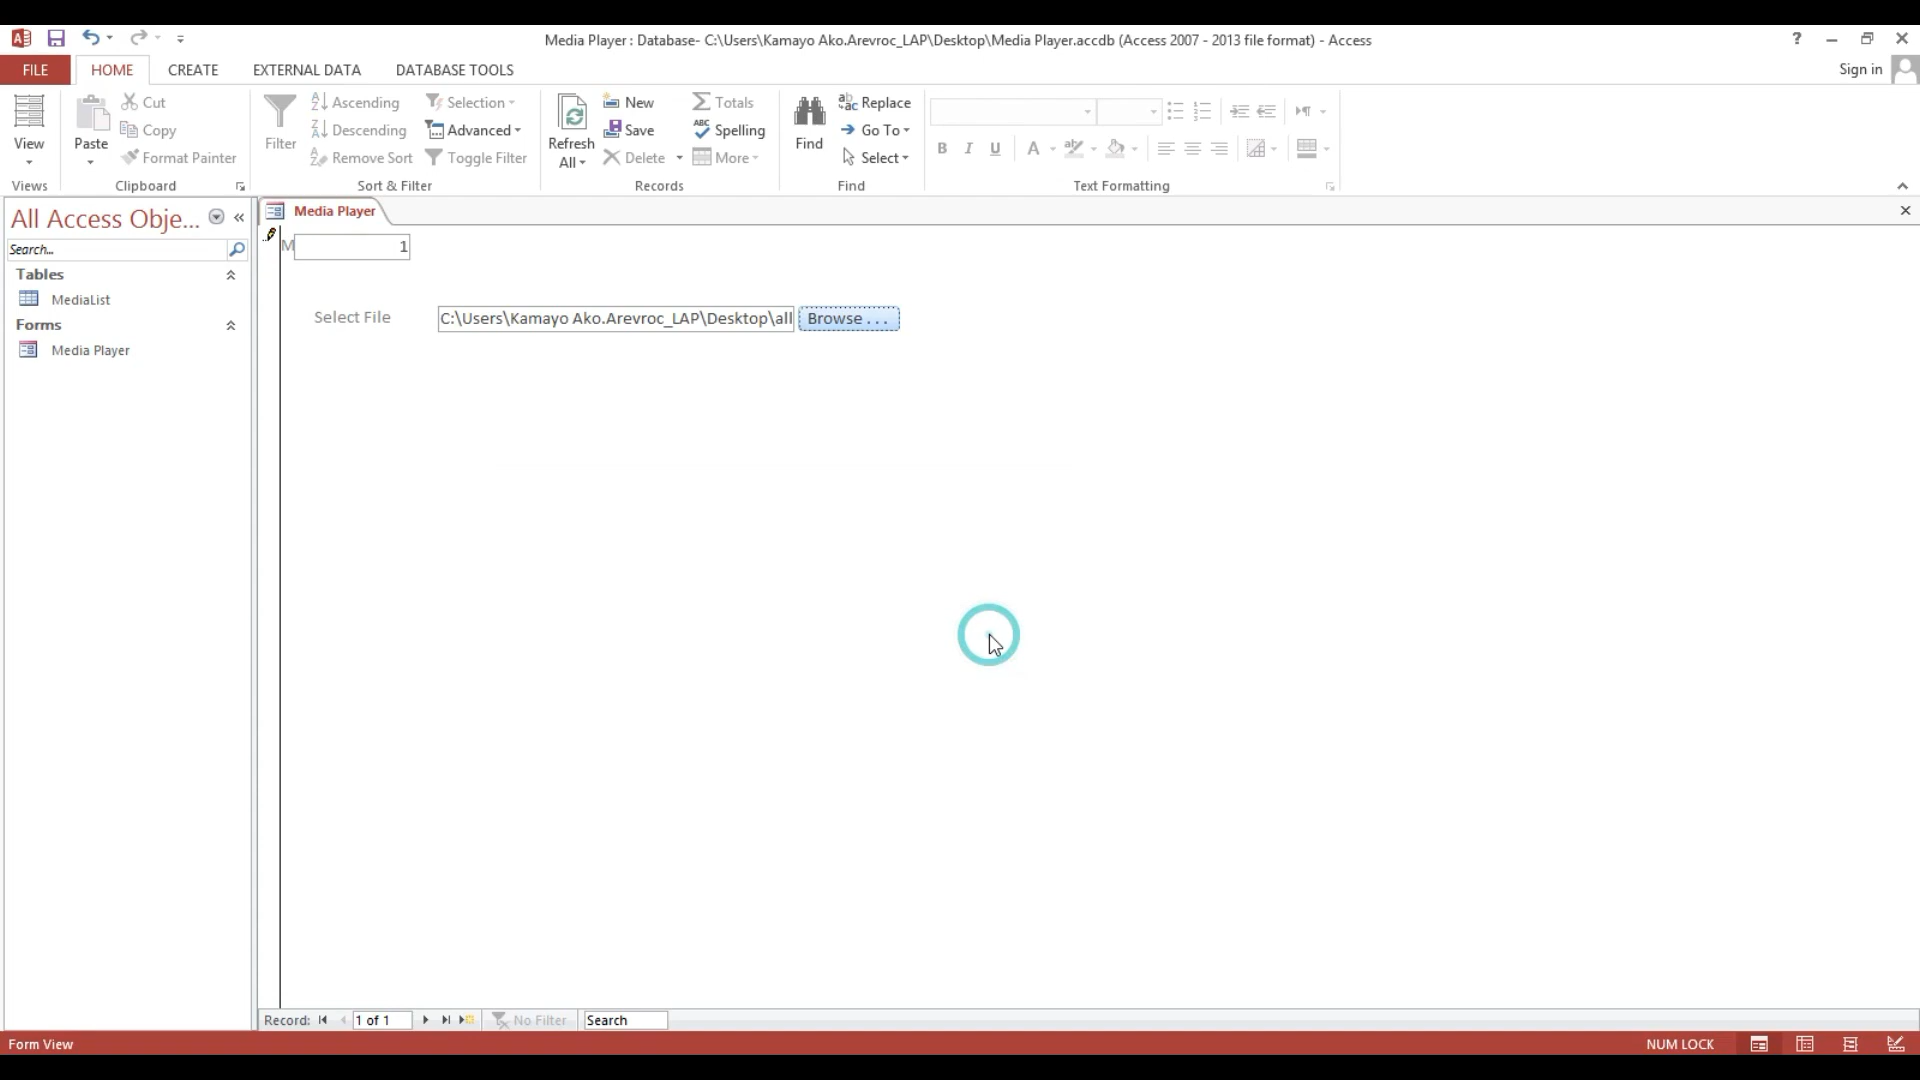 Media Player : Database- C:\Users\Kamayo Ako.Arevroc_LAP\Desktop\Media Player.accdb (Access 2007 - 2013 file format) - Access
?
FILE HOME CREATE EXTERNAL DATA DATABASE TOOLS Sign in
View
Views
Paste
Cut
Copy
Format Painter
Clipboard
Filter
Ascending
Descending
Remove Sort
Selection
Advanced
Toggle Filter
Sort & Filter
Refresh
All
New
Save
Delete
Totals
Spelling
More
Records
Find
Replace
Go To
Select
Find
B I U A
Text Formatting
All Access Obje...
Search...
Tables
MediaList
Forms
Media Player
Media Player
M 1
Select File C:\Users\Kamayo Ako.Arevroc_LAP\Desktop\all Browse . . .
Record: 1 of 1 No Filter Search
Form View NUM LOCK